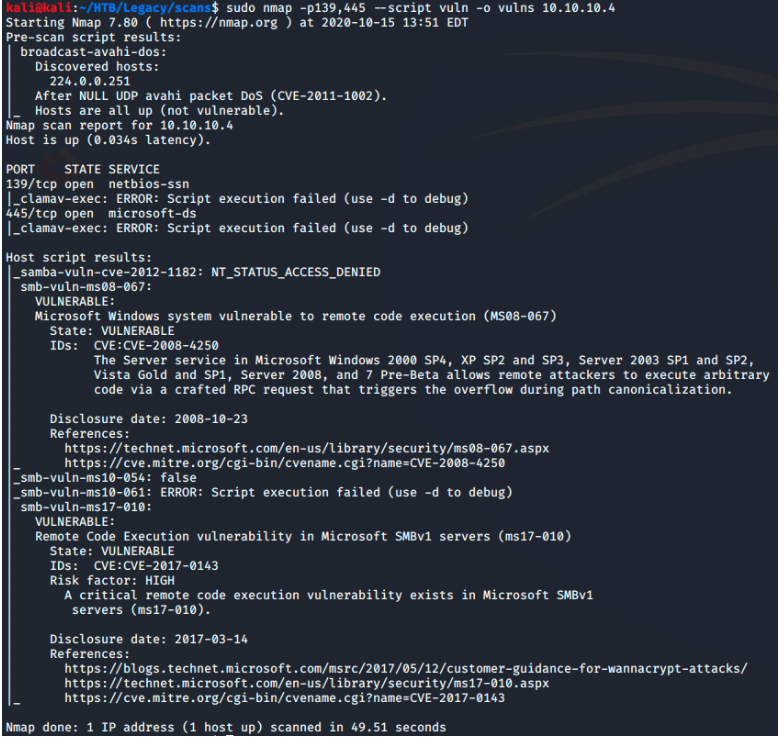 kali@kali:~/HTB/Legacy/scans$ sudo nmap -p139,445 --script vuln -o vulns 10.10.10.4
Starting Nmap 7.80 ( https://nmap.org ) at 2020-10-15 13:51 EDT
Pre-scan script results:
| broadcast-avahi-dos:
|   Discovered hosts:
|     224.0.0.251
|   After NULL UDP avahi packet DoS (CVE-2011-1002).
|_  Hosts are all up (not vulnerable).
Nmap scan report for 10.10.10.4
Host is up (0.034s latency).

PORT    STATE SERVICE
139/tcp open  netbios-ssn
|_clamav-exec: ERROR: Script execution failed (use -d to debug)
445/tcp open  microsoft-ds
|_clamav-exec: ERROR: Script execution failed (use -d to debug)

Host script results:
|_samba-vuln-cve-2012-1182: NT_STATUS_ACCESS_DENIED
| smb-vuln-ms08-067:
|   VULNERABLE:
|   Microsoft Windows system vulnerable to remote code execution (MS08-067)
|     State: VULNERABLE
|     IDs:  CVE:CVE-2008-4250
|           The Server service in Microsoft Windows 2000 SP4, XP SP2 and SP3, Server 2003 SP1 and SP2,
|           Vista Gold and SP1, Server 2008, and 7 Pre-Beta allows remote attackers to execute arbitrary
|           code via a crafted RPC request that triggers the overflow during path canonicalization.
|
|     Disclosure date: 2008-10-23
|     References:
|       https://technet.microsoft.com/en-us/library/security/ms08-067.aspx
|_      https://cve.mitre.org/cgi-bin/cvename.cgi?name=CVE-2008-4250
|_smb-vuln-ms10-054: false
|_smb-vuln-ms10-061: ERROR: Script execution failed (use -d to debug)
| smb-vuln-ms17-010:
|   VULNERABLE:
|   Remote Code Execution vulnerability in Microsoft SMBv1 servers (ms17-010)
|     State: VULNERABLE
|     IDs:  CVE:CVE-2017-0143
|     Risk factor: HIGH
|       A critical remote code execution vulnerability exists in Microsoft SMBv1
|        servers (ms17-010).
|
|     Disclosure date: 2017-03-14
|     References:
|       https://blogs.technet.microsoft.com/msrc/2017/05/12/customer-guidance-for-wannacrypt-attacks/
|       https://technet.microsoft.com/en-us/library/security/ms17-010.aspx
|_      https://cve.mitre.org/cgi-bin/cvename.cgi?name=CVE-2017-0143

Nmap done: 1 IP address (1 host up) scanned in 49.51 seconds